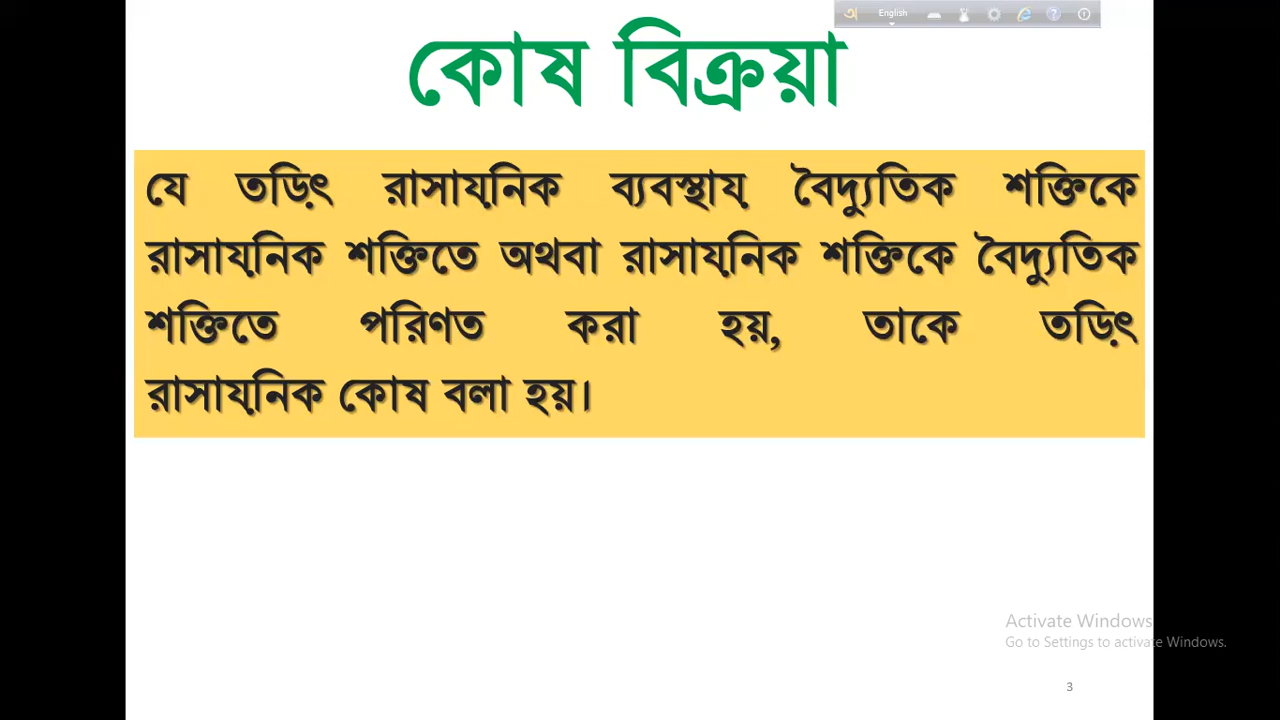 English
কোষ বিক্রয়া
যে তড়িৎ রাসায়নিক ব্যবস্থায় বৈদ্যুতিক শক্তিকে
রাসায়নিক শক্তিতে অথবা রাসায়নিক শক্তিকে বৈদ্যুতিক
শক্তিতে পরিণত করা হয়, তাকে তড়িৎ
রাসায়নিক কোষ বলা হয়।
Activate Windows
Go to Settings to activate Windows.
3